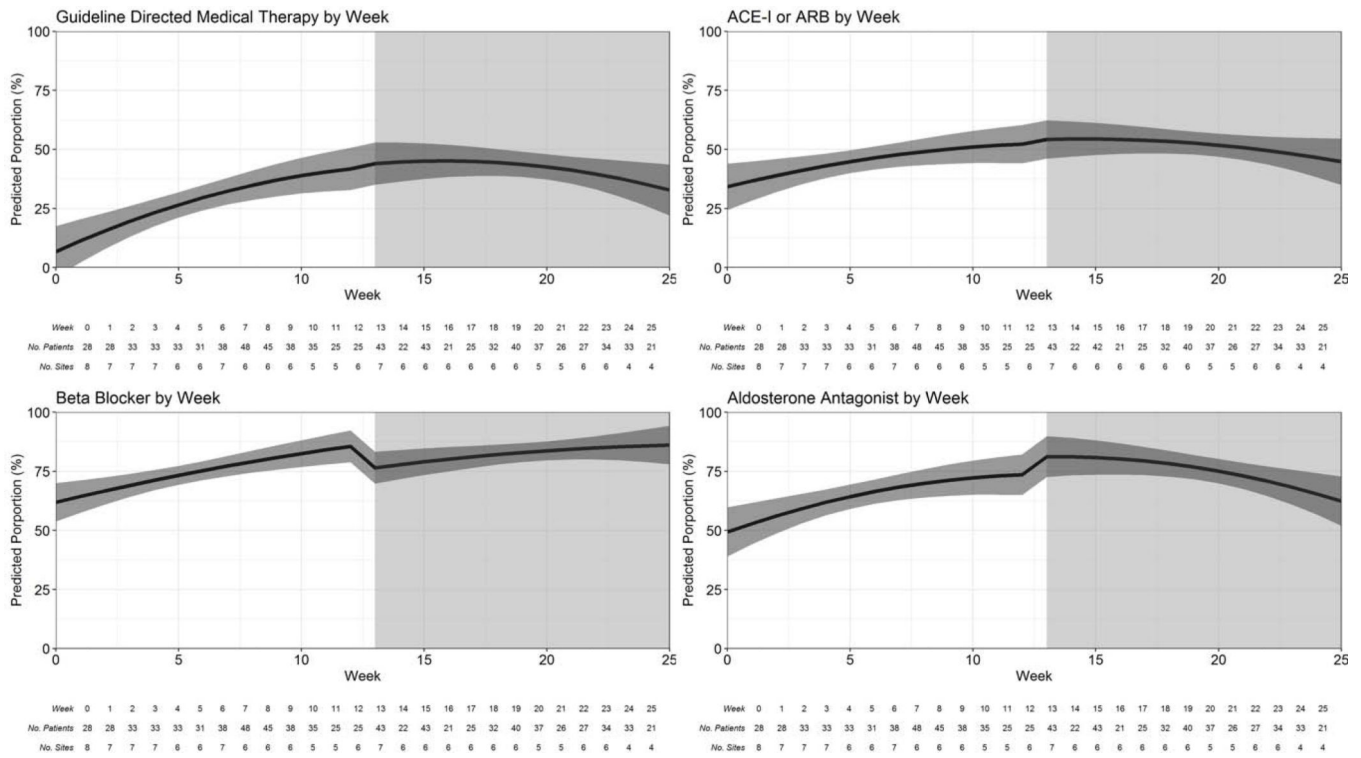 Guideline Directed Medical Therapy by Week
100
75
50
25
0
Predicted Porportion (%)
0 5 10 15 20 25
Week
Week 0 1 2 3 4 5 6 7 8 9 10 11 12 13 14 15 16 17 18 19 20 21 22 23 24 25
No. Patients 28 28 33 33 33 31 38 48 45 38 35 25 25 43 22 43 21 25 32 40 37 26 27 34 33 21
No. Sites 8 7 7 7 6 6 7 6 6 6 5 5 6 7 6 6 6 6 6 6 5 5 6 6 4 4
ACE-I or ARB by Week
100
75
50
25
0
Predicted Porportion (%)
0 5 10 15 20 25
Week
Week 0 1 2 3 4 5 6 7 8 9 10 11 12 13 14 15 16 17 18 19 20 21 22 23 24 25
No. Patients 28 28 33 33 33 31 38 48 45 38 35 25 25 43 22 42 21 25 32 40 37 26 27 34 33 21
No. Sites 8 7 7 7 6 6 7 6 6 6 5 5 6 7 6 6 6 6 6 6 5 5 6 6 4 4
Beta Blocker by Week
100
75
50
25
0
Predicted Porportion (%)
0 5 10 15 20 25
Week
Week 0 1 2 3 4 5 6 7 8 9 10 11 12 13 14 15 16 17 18 19 20 21 22 23 24 25
No. Patients 28 28 33 33 33 31 38 48 45 38 35 25 25 43 22 43 21 25 32 40 37 26 27 34 33 21
No. Sites 8 7 7 7 6 6 7 6 6 6 5 5 6 7 6 6 6 6 6 6 5 5 6 6 4 4
Aldosterone Antagonist by Week
100
75
50
25
0
Predicted Porportion (%)
0 5 10 15 20 25
Week
Week 0 1 2 3 4 5 6 7 8 9 10 11 12 13 14 15 16 17 18 19 20 21 22 23 24 25
No. Patients 28 28 33 33 33 31 38 48 45 38 35 25 25 43 22 43 21 25 32 40 37 26 27 34 33 21
No. Sites 8 7 7 7 6 6 7 6 6 6 5 5 6 7 6 6 6 6 6 6 5 5 6 6 4 4